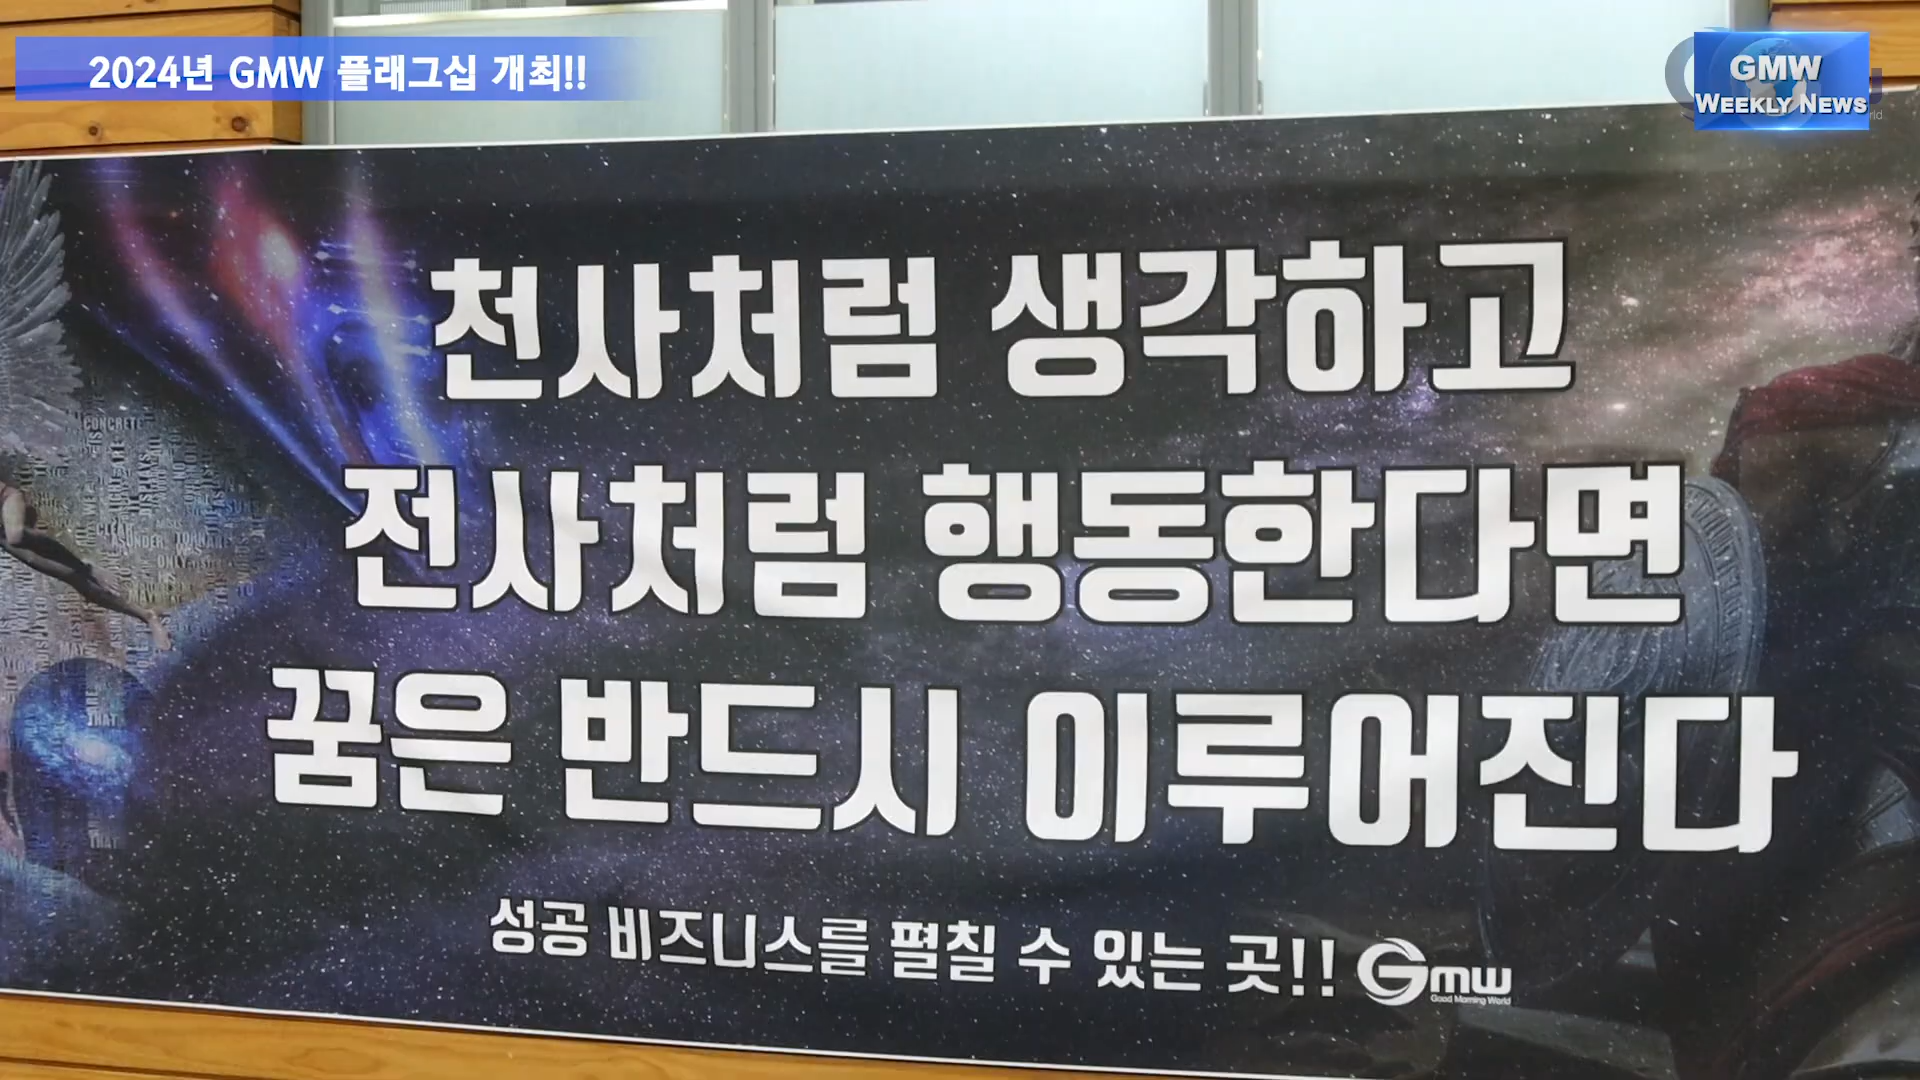 2024년 GMW 플래그십 개최!!
GMW
WEEKLY NEWS
천사처럼 생각하고
전사처럼 행동한다면
꿈은 반드시 이루어진다
성공 비즈니스를 펼칠 수 있는 곳!! Gmw
Good Morning World